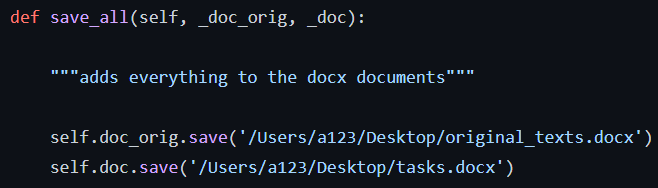 def save_all(self, _doc_orig, _doc):
"""adds everything to the docx documents"""
self.doc_orig.save('/Users/a123/Desktop/original_texts.docx')
self.doc.save('/Users/a123/Desktop/tasks.docx')